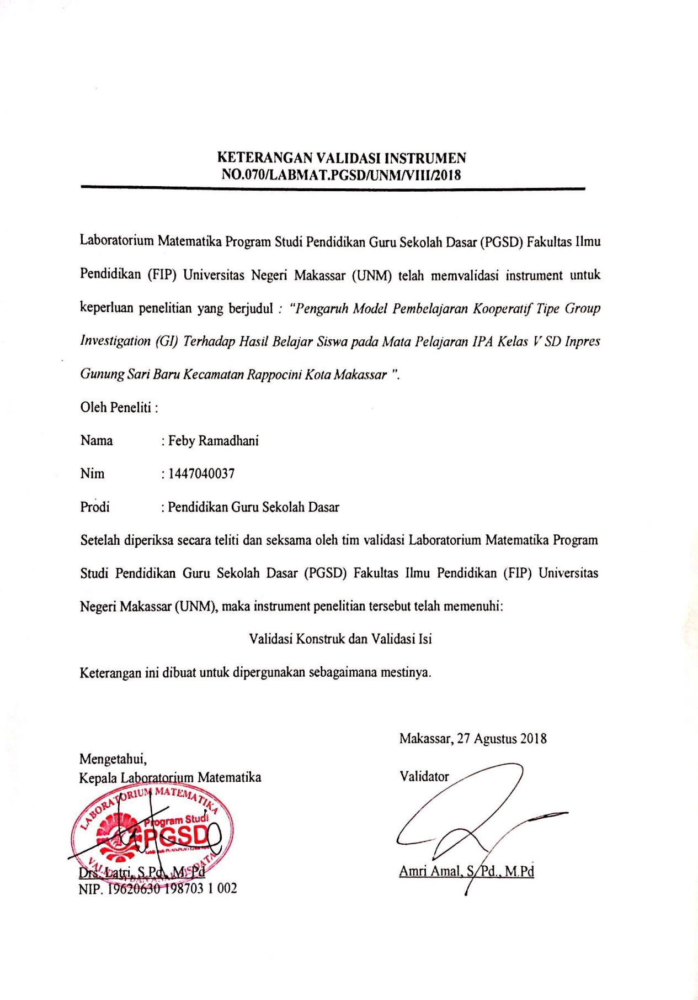 KETERANGAN VALIDASI INSTRUMEN
NO.070/LABMAT.PGSD/UNM/VIII/2018
Laboratorium Matematika Program Studi Pendidikan Guru Sekolah Dasar (PGSD) Fakultas Ilmu
Pendidikan (FIP) Universitas Negeri Makassar (UNM) telah memvalidasi instrument untuk
keperluan penelitian yang berjudul : “Pengaruh Model Pembelajaran Kooperatif Tipe Group
Investigation (GI) Terhadap Hasil Belajar Siswa pada Mata Pelajaran IPA Kelas V SD Inpres
Gunung Sari Baru Kecamatan Rappocini Kota Makassar ”.
Oleh Peneliti :
Nama : Feby Ramadhani
Nim : 1447040037
Prodi : Pendidikan Guru Sekolah Dasar
Setelah diperiksa secara teliti dan seksama oleh tim validasi Laboratorium Matematika Program
Studi Pendidikan Guru Sekolah Dasar (PGSD) Fakultas Ilmu Pendidikan (FIP) Universitas
Negeri Makassar (UNM), maka instrument penelitian tersebut telah memenuhi:
Validasi Konstruk dan Validasi Isi
Keterangan ini dibuat untuk dipergunakan sebagaimana mestinya.
Makassar, 27 Agustus 2018
Mengetahui,
Kepala Laboratorium Matematika
Validator
LABORATORIUM MATEMATIKA
Program Studi
PGSD
VALIDASI DAN ANALISIS DATA
Drs. Latri, S.Pd., M.Pd
NIP. 19620630 198703 1 002
Amri Amal, S.Pd., M.Pd